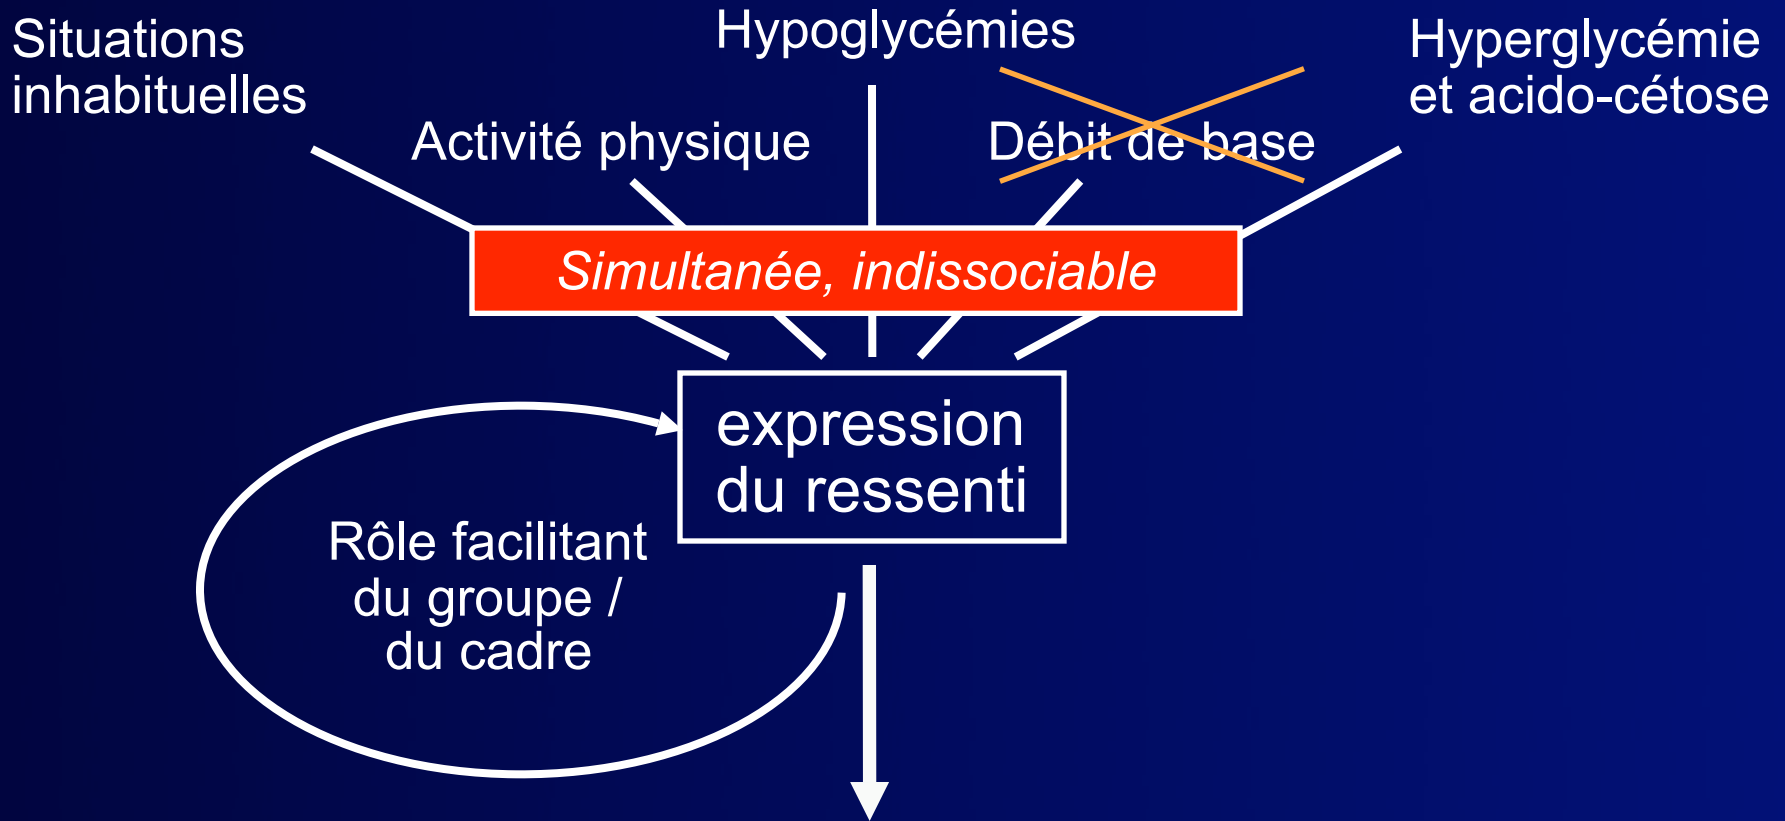 Situations
inhabituelles
Hypoglycémies
Hyperglycémie
et acido-cétose
Activité physique
Débit de base
Simultanée, indissociable
expression
du ressenti
Rôle facilitant
du groupe /
du cadre